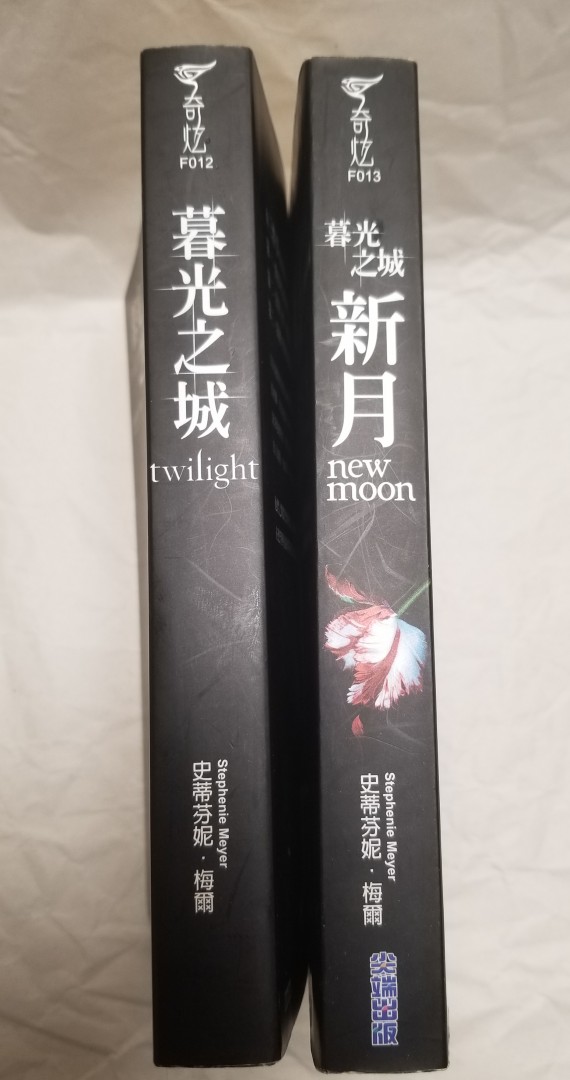 奇炫
F012
暮光之城
twilight
Stephenie Meyer
史蒂芬妮·梅爾
奇炫
F013
暮光
之城
新月
new
moon
Stephenie Meyer
史蒂芬妮·梅爾
尖端出版